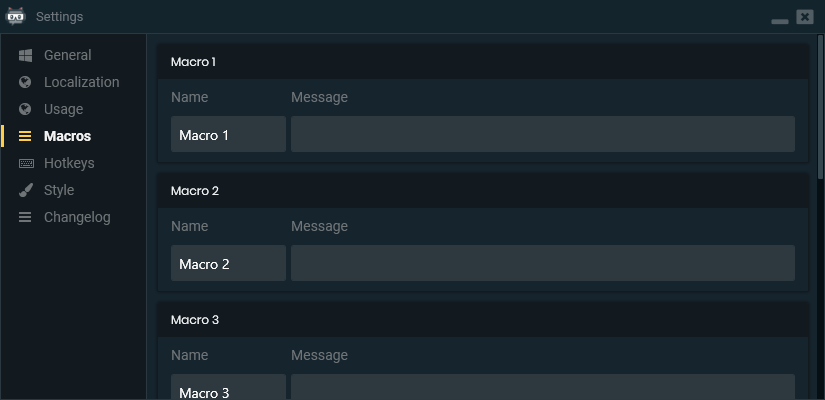 Settings
General
Localization
Usage
Macros
Hotkeys
Style
Changelog
Macro 1
Name Message
Macro 1
Macro 2
Name Message
Macro 2
Macro 3
Name Message
Macro 3